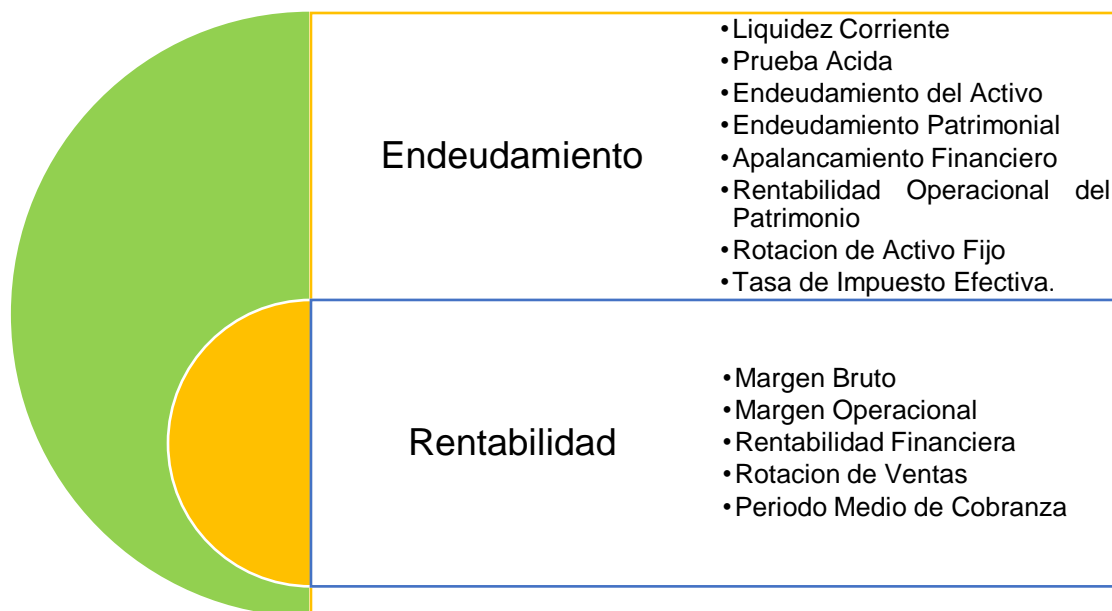 Endeudamiento
•Liquidez Corriente
•Prueba Acida
•Endeudamiento del Activo
•Endeudamiento Patrimonial
•Apalancamiento Financiero
•Rentabilidad Operacional del
Patrimonio
•Rotacion de Activo Fijo
•Tasa de Impuesto Efectiva.
Rentabilidad
•Margen Bruto
•Margen Operacional
•Rentabilidad Financiera
•Rotacion de Ventas
•Periodo Medio de Cobranza